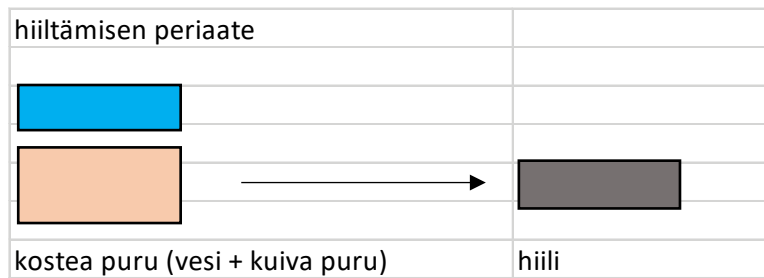 hiiltämisen periaate
kostea puru (vesi + kuiva puru)
hiili